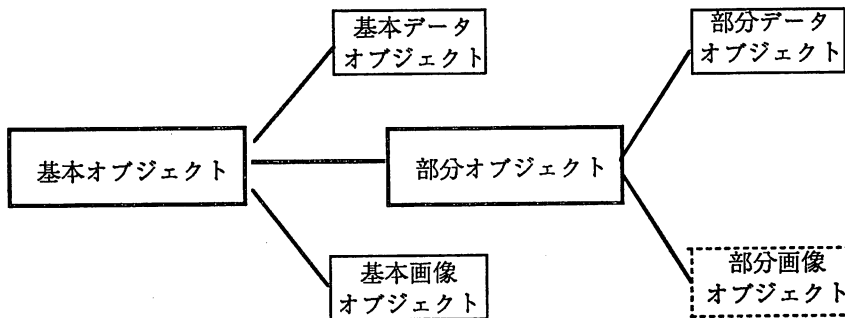 基本データ
オブジェクト
部分データ
オブジェクト
基本オブジェクト
部分オブジェクト
基本画像
オブジェクト
部分画像
オブジェクト